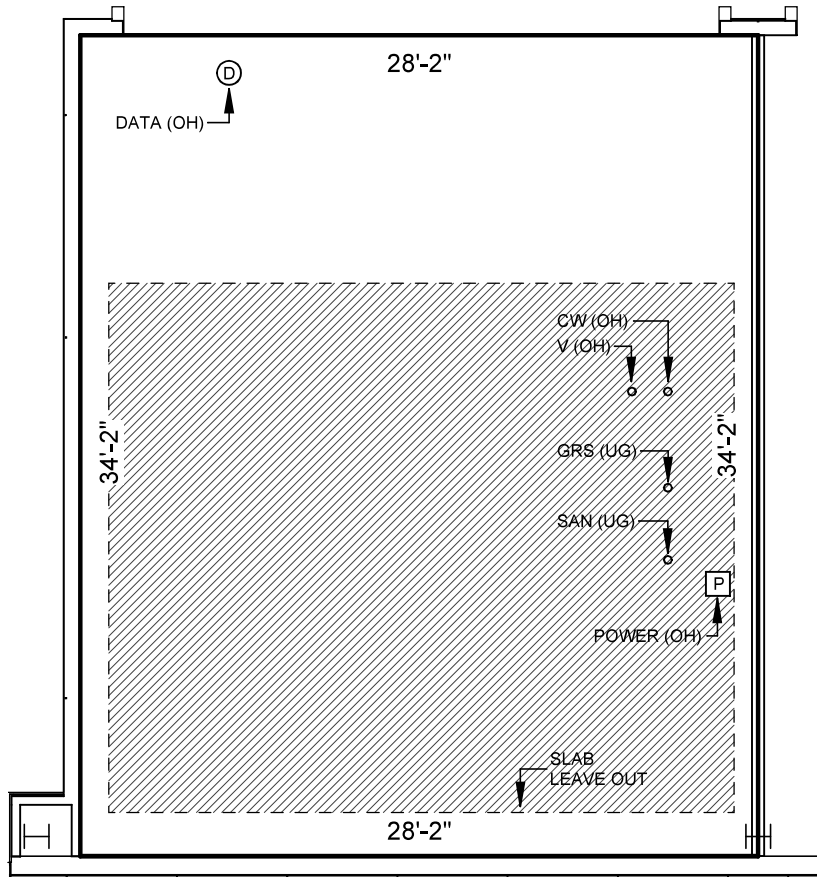 28'-2"
D
DATA (OH)
CW (OH)
V (OH)
34'-2"
34'-2"
GRS (UG)
SAN (UG)
P
POWER (OH)
SLAB
LEAVE OUT
28'-2"